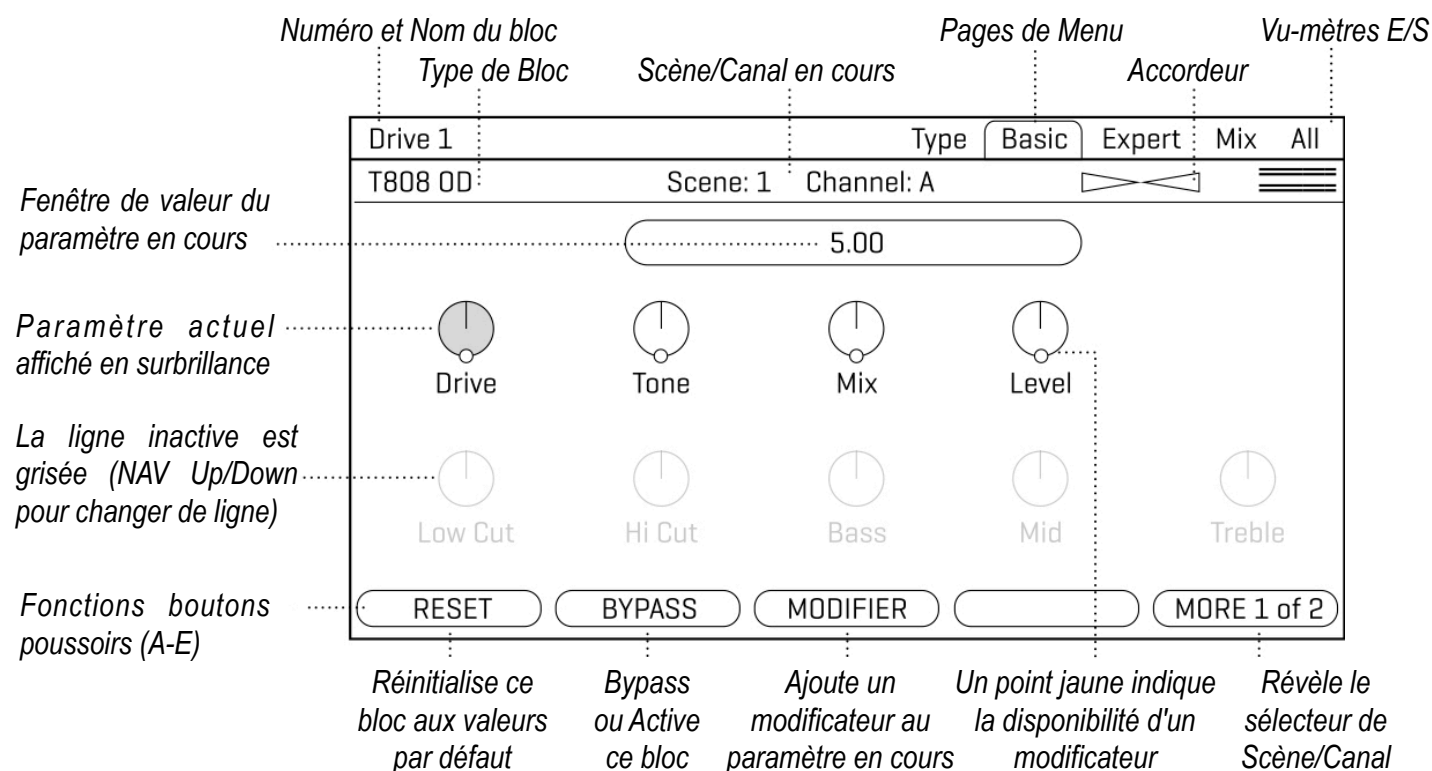 Numéro et Nom du bloc
Pages de Menu
Vu-mètres E/S
Type de Bloc
Scène/Canal en cours
Accordeur
Drive 1
Type
Basic
Expert
Mix
All
T808 OD
Scene: 1
Channel: A
Fenêtre de valeur du
paramètre en cours
5.00
Paramètre actuel
affiché en surbrillance
Drive
Tone
Mix
Level
La ligne inactive est
grisée (NAV Up/Down
pour changer de ligne)
Low Cut
Hi Cut
Bass
Mid
Treble
Fonctions boutons
poussoirs (A-E)
RESET
BYPASS
MODIFIER
MORE 1 of 2
Réinitialise ce
bloc aux valeurs
par défaut
Bypass
ou Active
ce bloc
Ajoute un
modificateur au
paramètre en cours
Un point jaune indique
la disponibilité d'un
modificateur
Révèle le
sélecteur de
Scène/Canal